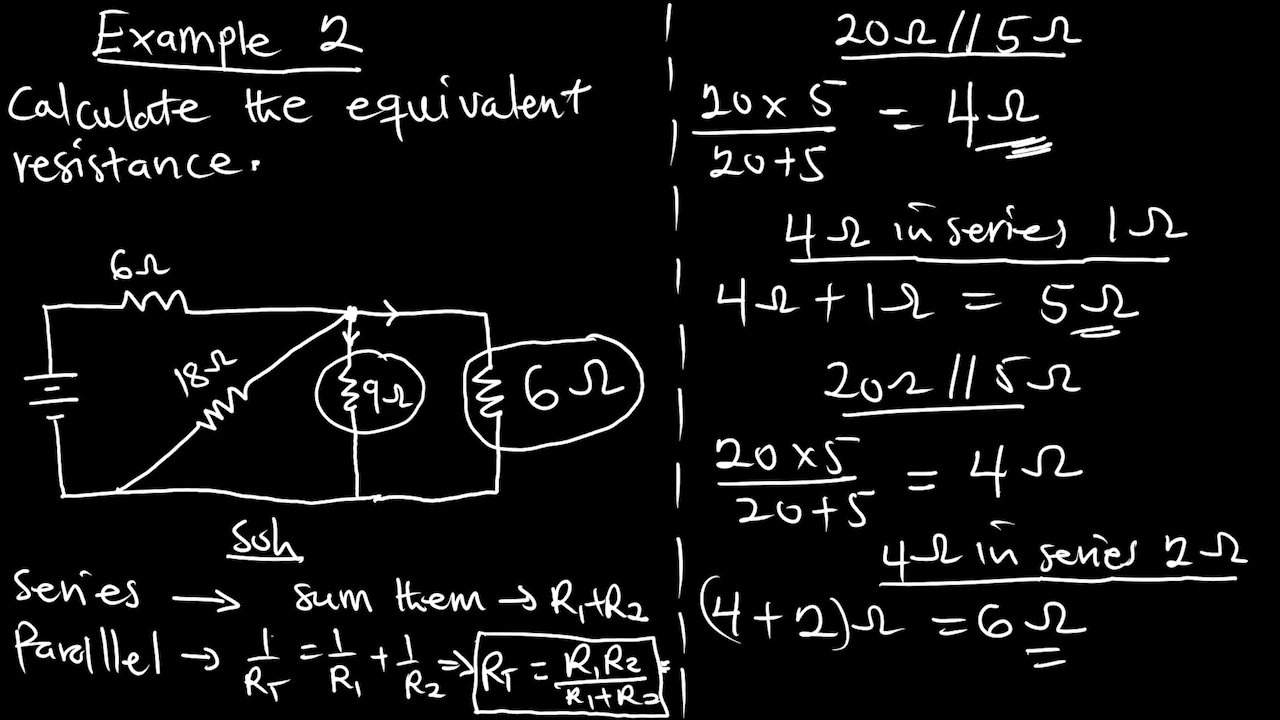 Example 2
Calculate the equivalent
resistance.
6Ω
18Ω
9Ω
6Ω
Soln
Series → sum them → R₁+R₂
Parallel → 1/R_T = 1/R₁ + 1/R₂ ⇒ R_T = R₁R₂/R₁+R₂ =
20Ω // 5Ω
20 x 5/20+5 = 4Ω
4Ω in series 1Ω
4Ω + 1Ω = 5Ω
20Ω // 5Ω
20 x 5/20+5 = 4Ω
4Ω in series 2Ω
(4+2)Ω = 6Ω